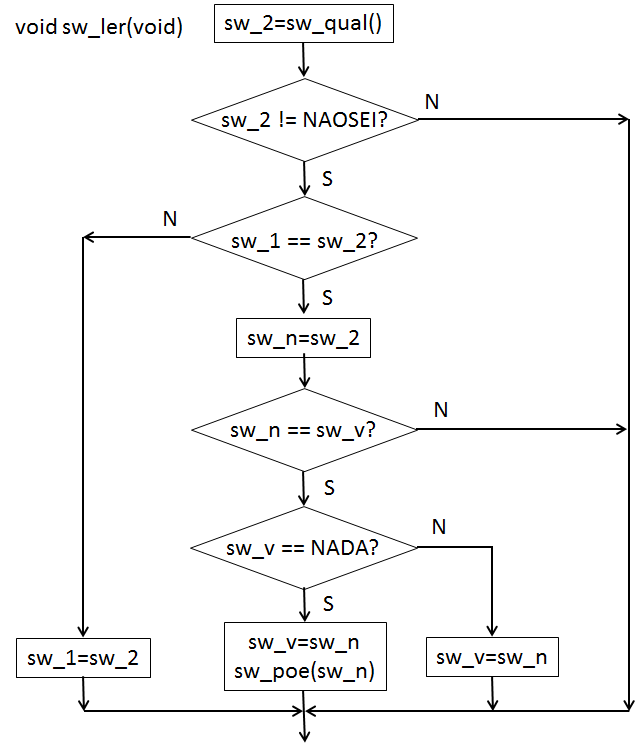 void sw_ler(void)
sw_2=sw_qual()
sw_2 != NAOSEI?
N
S
sw_1 == sw_2?
N
S
sw_n=sw_2
sw_n == sw_v?
N
S
sw_v == NADA?
N
S
sw_1=sw_2
sw_v=sw_n
sw_poe(sw_n)
sw_v=sw_n